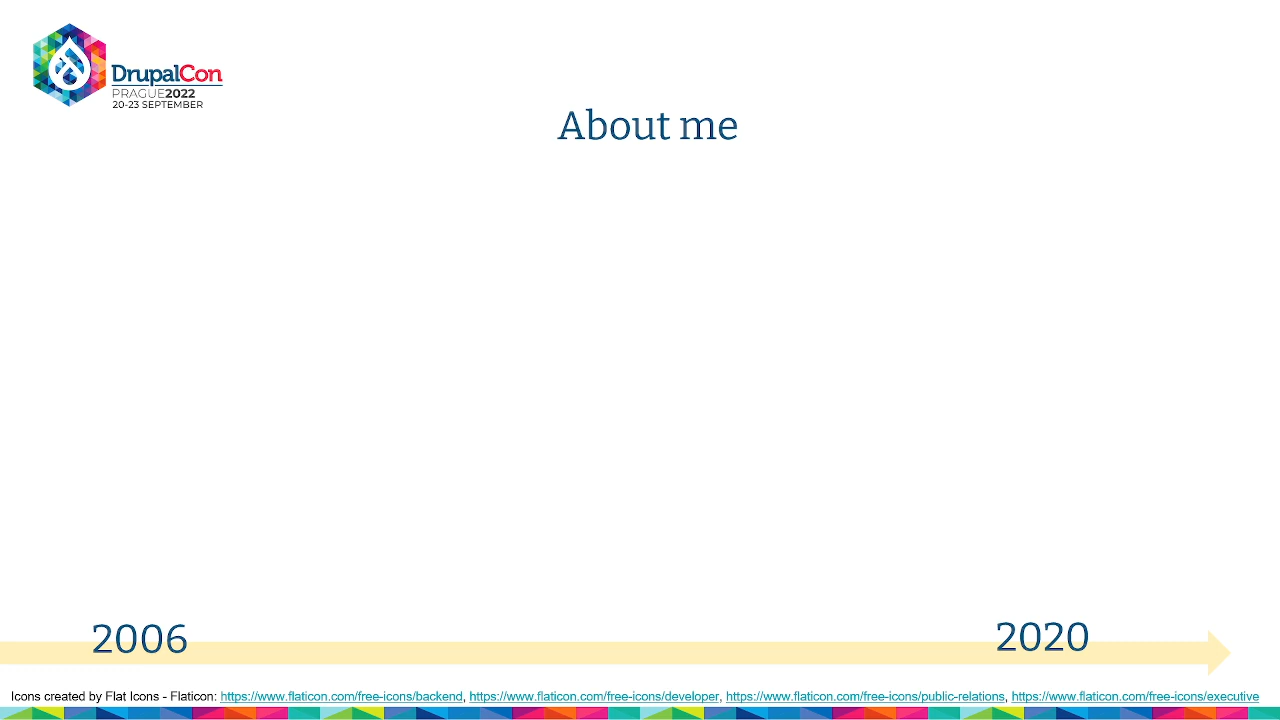 DrupalCon
PRAGUE2022
20-23 SEPTEMBER
About me
2006
2020
Icons created by Flat Icons - Flaticon: https://www.flaticon.com/free-icons/backend, https://www.flaticon.com/free-icons/developer, https://www.flaticon.com/free-icons/public-relations, https://www.flaticon.com/free-icons/executive